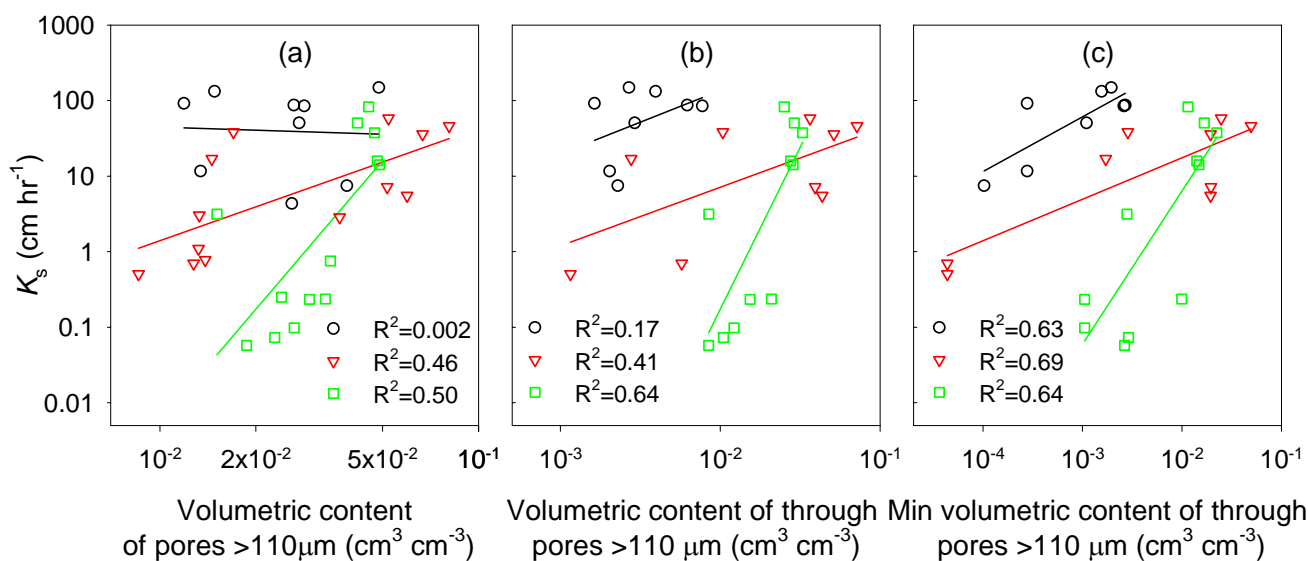 1000
100
10
1
0.1
0.01
Kₛ (cm hr⁻¹)
(a)
R²=0.002
R²=0.46
R²=0.50
10⁻²
2x10⁻²
5x10⁻²
10⁻¹
Volumetric content
of pores >110μm (cm³ cm⁻³)
(b)
R²=0.17
R²=0.41
R²=0.64
10⁻³
10⁻²
10⁻¹
Volumetric content of through
pores >110 μm (cm³ cm⁻³)
(c)
R²=0.63
R²=0.69
R²=0.64
10⁻⁴
10⁻³
10⁻²
10⁻¹
Min volumetric content of through
pores >110 μm (cm³ cm⁻³)